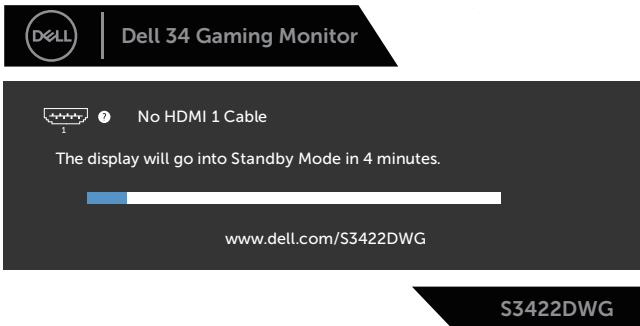 DELL
Dell 34 Gaming Monitor
? No HDMI 1 Cable
1
The display will go into Standby Mode in 4 minutes.
www.dell.com/S3422DWG
S3422DWG